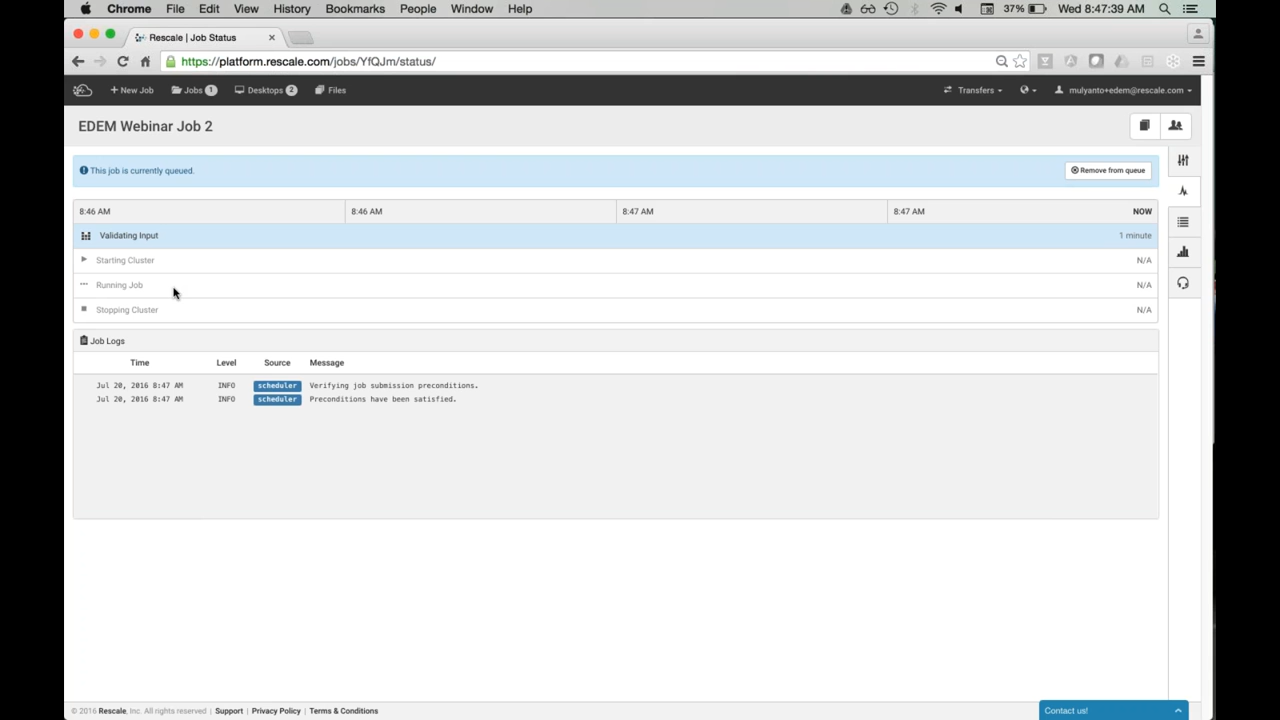 Chrome File Edit View History Bookmarks People Window Help 37% Wed 8:47:39 AM
Rescale | Job Status
https://platform.rescale.com/jobs/YfQJm/status/
+ New Job Jobs 1 Desktops 2 Files Transfers mulyanto+edem@rescale.com
EDEM Webinar Job 2
This job is currently queued. Remove from queue
8:46 AM 8:46 AM 8:47 AM 8:47 AM NOW
Validating Input 1 minute
Starting Cluster N/A
Running Job N/A
Stopping Cluster N/A
Job Logs
Time Level Source Message
Jul 20, 2016 8:47 AM INFO scheduler Verifying job submission preconditions.
Jul 20, 2016 8:47 AM INFO scheduler Preconditions have been satisfied.
© 2016 Rescale, Inc. All rights reserved | Support | Privacy Policy | Terms & Conditions Contact us!